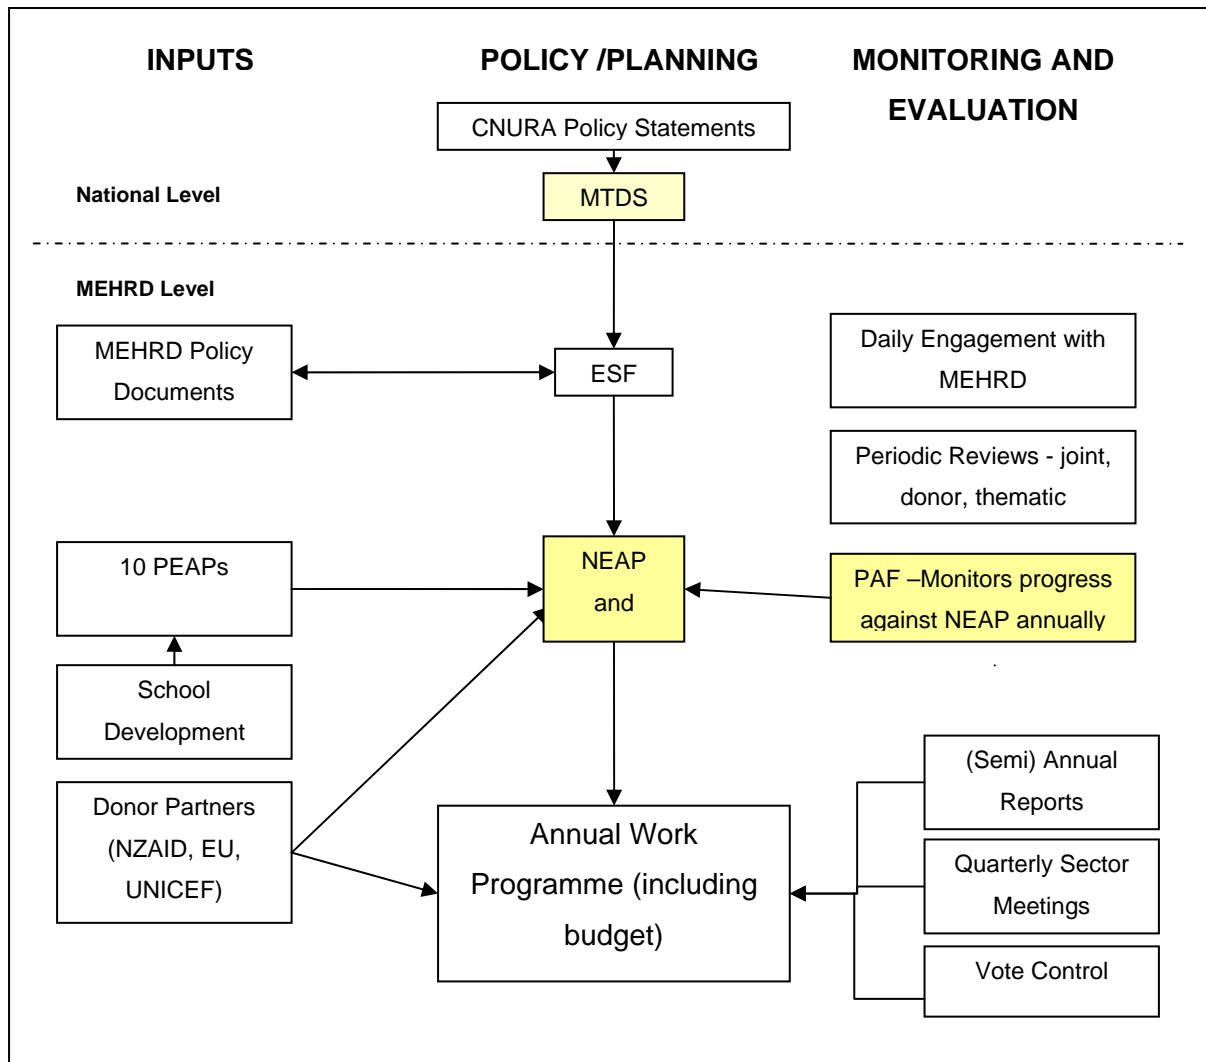 INPUTS
POLICY /PLANNING
MONITORING AND
EVALUATION
CNURA Policy Statements
National Level
MTDS
MEHRD Level
MEHRD Policy
Documents
ESF
Daily Engagement with
MEHRD
Periodic Reviews - joint,
donor, thematic
10 PEAPs
NEAP
and
PAF –Monitors progress
against NEAP annually
School
Development
Donor Partners
(NZAID, EU,
UNICEF)
Annual Work
Programme (including
budget)
(Semi) Annual
Reports
Quarterly Sector
Meetings
Vote Control